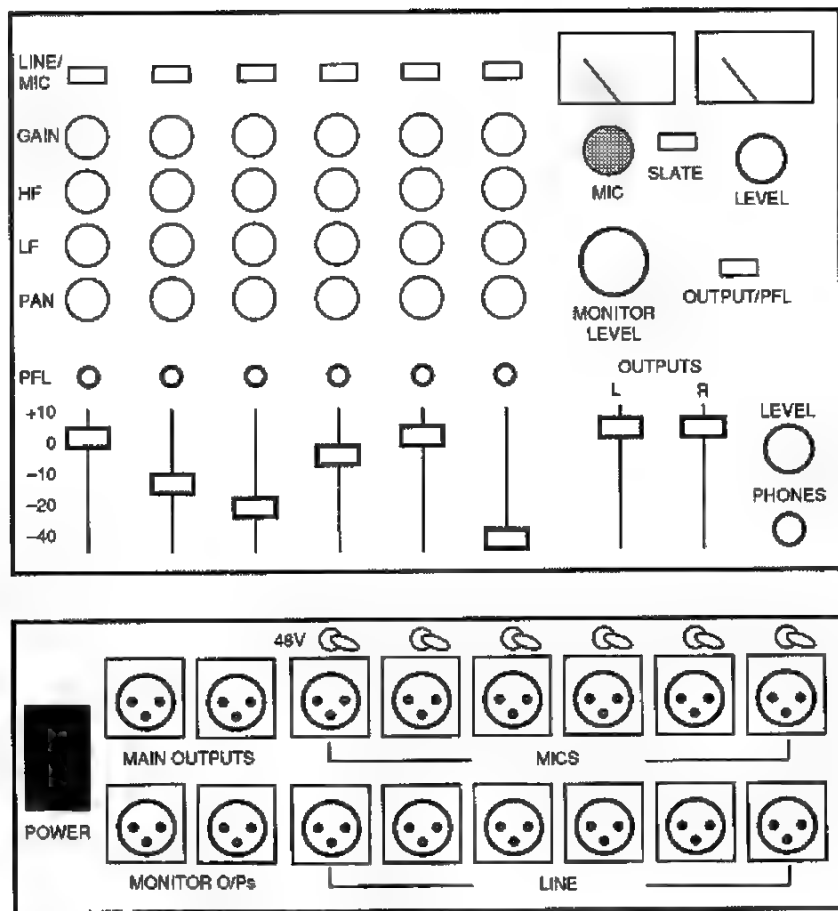 LINE/
MIC
GAIN
HF
LF
PAN
PFL
+10
0
−10
−20
−40
MIC
SLATE
LEVEL
MONITOR
LEVEL
OUTPUT/PFL
OUTPUTS
L R
LEVEL
PHONES
48V
MAIN OUTPUTS
MICS
POWER
MONITOR O/Ps
LINE